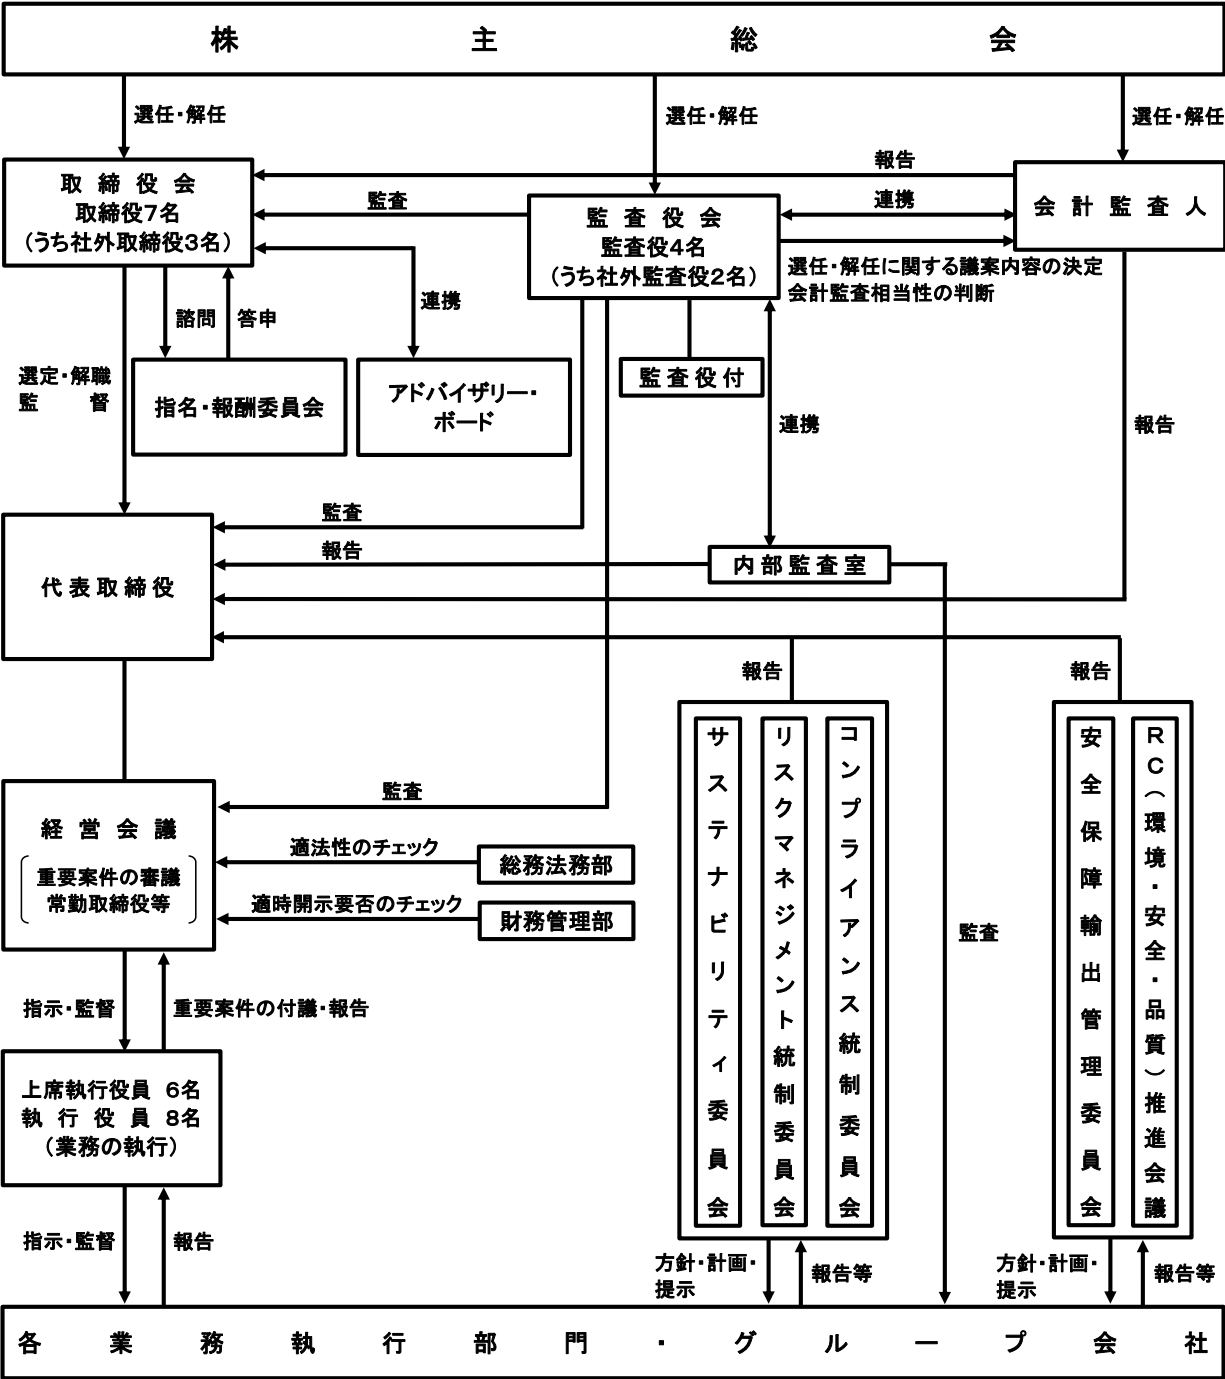 株主総会
選任・解任
選任・解任
選任・解任
取締役会
取締役7名
（うち社外取締役3名）
監査
監査役会
監査役4名
（うち社外監査役2名）
報告
連携
会計監査人
選任・解任に関する議案内容の決定
会計監査相当性の判断
諮問
答申
連携
選定・解職
監督
指名・報酬委員会
アドバイザリー・
ボード
監査役付
連携
報告
監査
報告
内部監査室
代表取締役
報告
報告
経営会議
重要案件の審議
常勤取締役等
監査
適法性のチェック
総務法務部
適時開示要否のチェック
財務管理部
サステナビリティ委員会
リスクマネジメント統制委員会
コンプライアンス統制委員会
監査
安全保障輸出管理委員会
RC（環境・安全・品質）推進会議
指示・監督
重要案件の付議・報告
上席執行役員 6名
執行役員 8名
（業務の執行）
指示・監督
報告
方針・計画・
提示
報告等
方針・計画・
提示
報告等
各業務執行部門・グループ会社